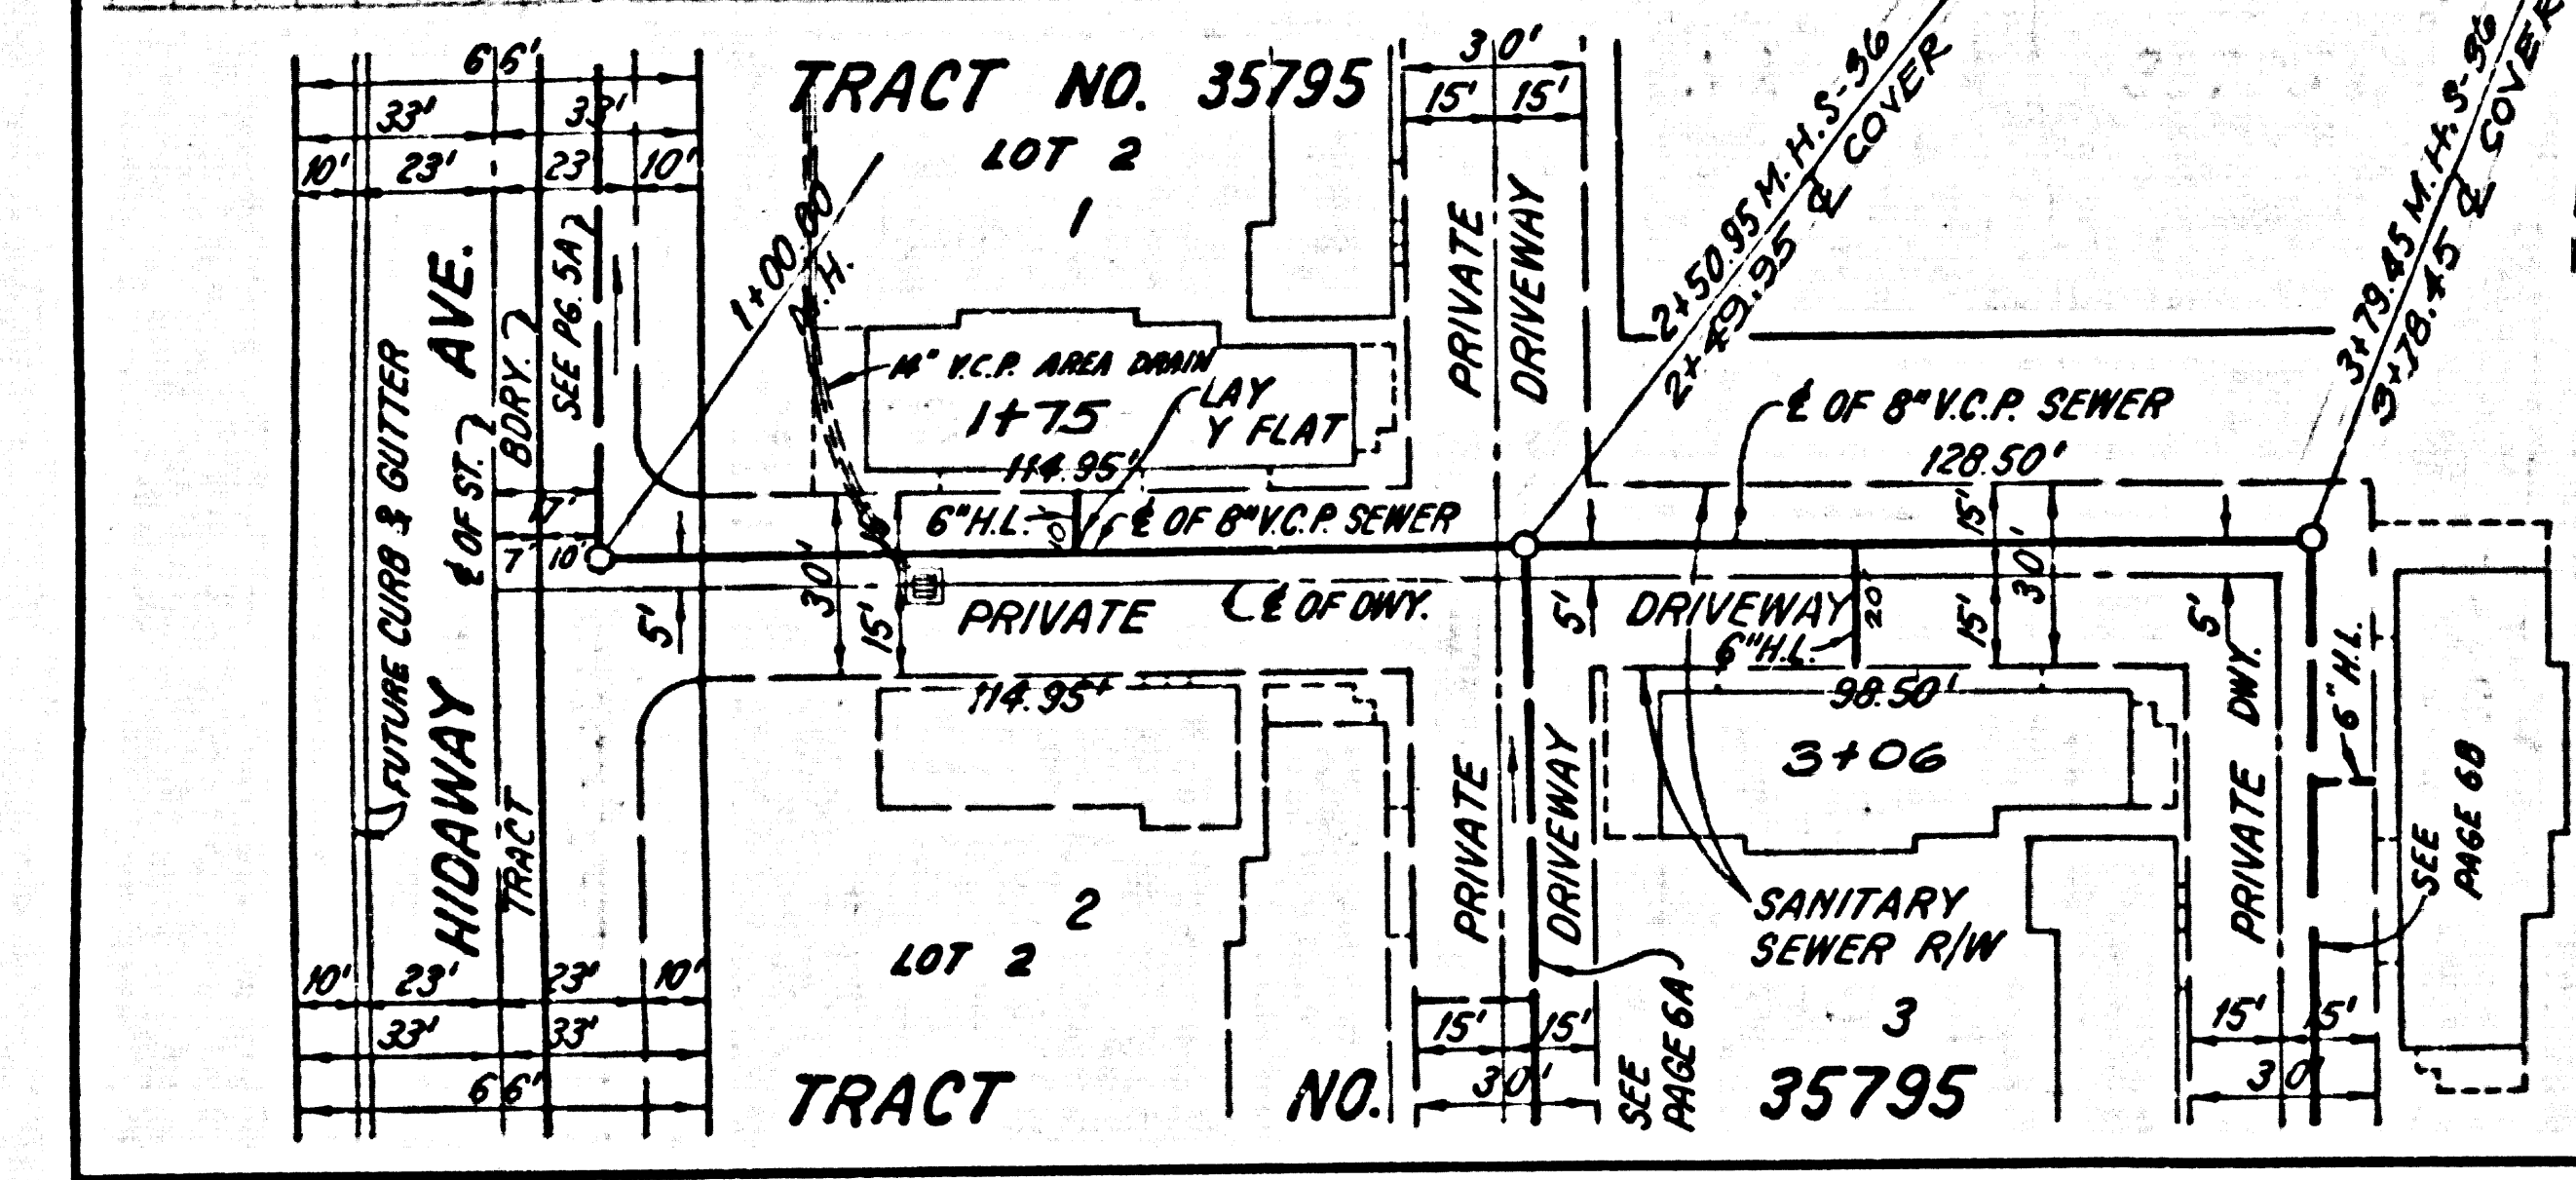 66'
33'
33'
10'
23'
23
10'
TRACT NO. 35795
LOT 2
1
30'
15'
15'
PRIVATE
DRIVEWAY
1+00.80
M.H.
2+50.95 M.H. S-96
2+49.95 ℄ COVER
3+79.45 M.H. S-96
3+78.45 ℄ COVER
FUTURE CURB & GUTTER
HIDAWAY AVE.
℄ OF ST.
TRACT BDRY.
SEE PG. 5A
17'
7'
10'
5'
V.C.P. AREA DRAIN
1+75
LAY
Y FLAT
114.95'
6" H.L.
℄ OF 8" V.C.P. SEWER
30'
15'
15'
PRIVATE
℄ OF DWY.
114.95'
℄ OF 8" V.C.P. SEWER
128.50'
5'
DRIVEWAY
6" H.L.
20'
15'
15'
30'
5'
98.50'
3+06
6" H.L.
PRIVATE
DRIVEWAY
PRIVATE DWY.
SEE
PAGE 6B
SANITARY
SEWER R/W
2
LOT 2
3
SEE
PAGE 6A
10'
23'
23'
10'
33'
33'
66'
15'
15'
30'
15'
15'
30'
TRACT NO. 35795